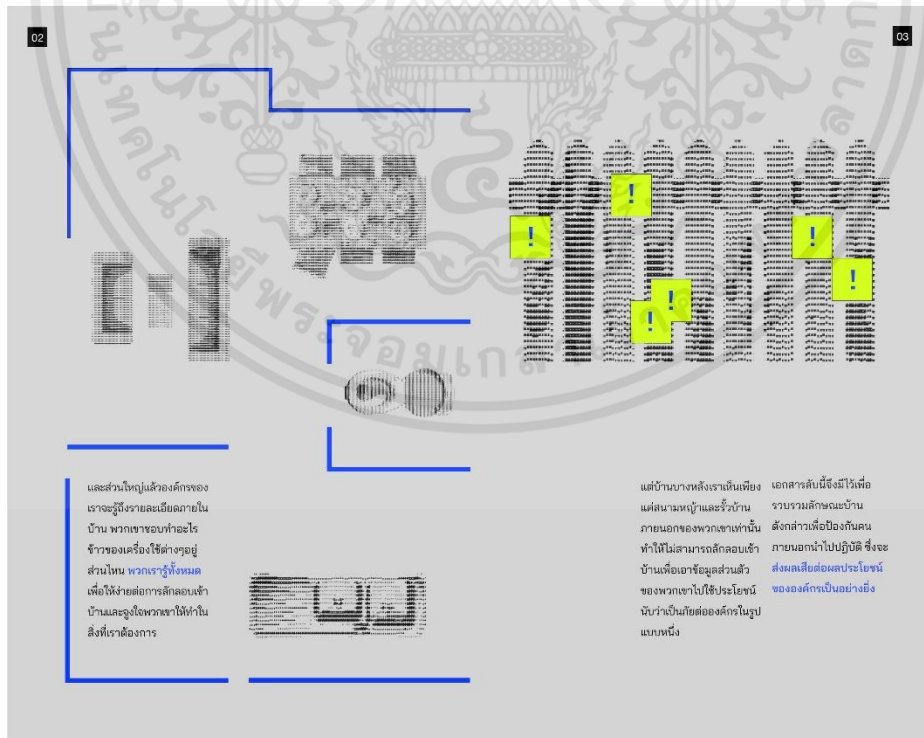 02
03
และส่วนใหญ่แล้วองค์กรของ
เราจะรู้ถึงรายละเอียดภายใน
บ้าน พวกเขาชอบทำอะไร
ข้าวของเครื่องใช้ต่างๆอยู่
ส่วนไหน พวกเรารู้ทั้งหมด
เพื่อให้ง่ายต่อการลักลอบเข้า
บ้านและจูงใจพวกเขาให้ทำใน
สิ่งที่เราต้องการ
แต่บ้านบางหลังเราเห็นเพียง
แค่สนามหญ้าและรั้วบ้าน
ภายนอกของพวกเขาเท่านั้น
ทำให้ไม่สามารถลักลอบเข้า
บ้านเพื่อเอาข้อมูลส่วนตัว
ของพวกเขาไปใช้ประโยชน์
นับว่าเป็นภัยต่อองค์กรในรูป
แบบหนึ่ง
เอกสารลับนี้จึงมีไว้เพื่อ
รวบรวมลักษณะบ้าน
ดังกล่าวเพื่อป้องกันคน
ภายนอกนำไปปฏิบัติ ซึ่งจะ
ส่งผลเสียต่อผลประโยชน์
ขององค์กรเป็นอย่างยิ่ง
!
!
!
!
!
!